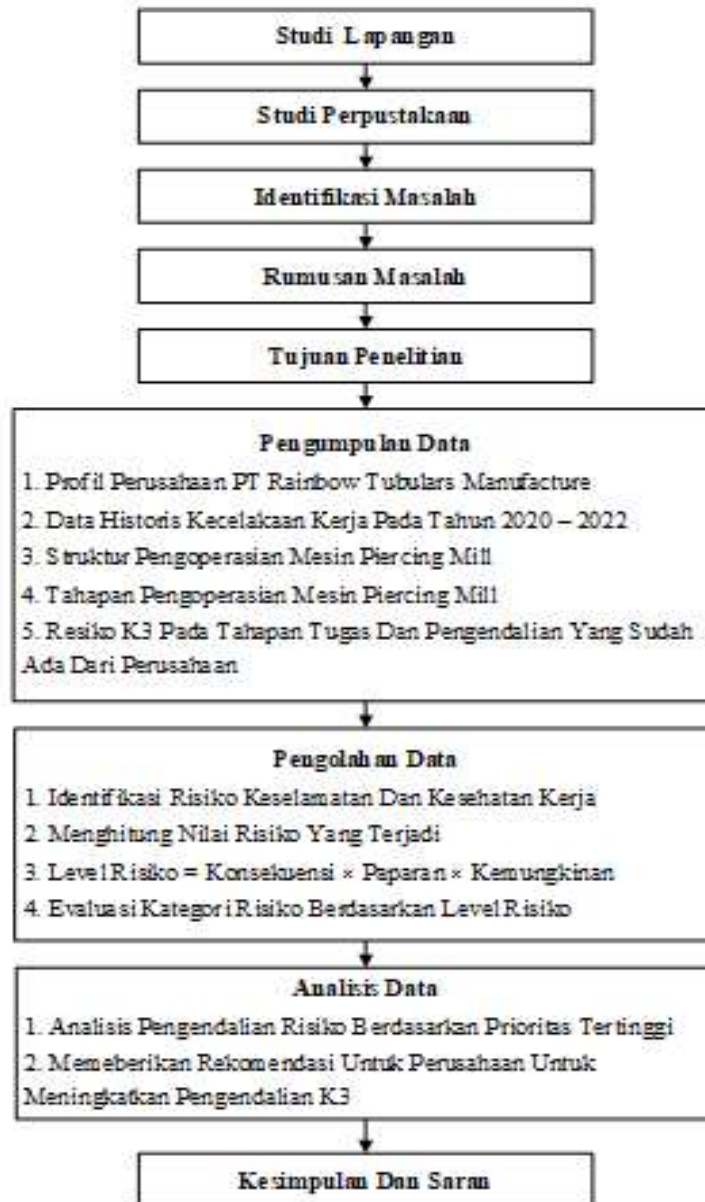 Studi Lapangan
Studi Perpustakaan
Identifikasi Masalah
Rumusan Masalah
Tujuan Penelitian
Pengumpulan Data
1. Profil Perusahaan PT Rainbow Tubulars Manufacture
2. Data Historis Kecelakaan Kerja Pada Tahun 2020 – 2022
3. Struktur Pengoperasian Mesin Piercing Mill
4. Tahapan Pengoperasian Mesin Piercing Mill
5. Resiko K3 Pada Tahapan Tugas Dan Pengendalian Yang Sudah
Ada Dari Perusahaan
Pengolahan Data
1. Identifikasi Risiko Keselamatan Dan Kesehatan Kerja
2. Menghitung Nilai Risiko Yang Terjadi
3. Level Risiko = Konsekuensi × Paparan × Kemungkinan
4. Evaluasi Kategori Risiko Berdasarkan Level Risiko
Analisis Data
1. Analisis Pengendalian Risiko Berdasarkan Prioritas Tertinggi
2. Memeberikan Rekomendasi Untuk Perusahaan Untuk
Meningkatkan Pengendalian K3
Kesimpulan Dan Saran